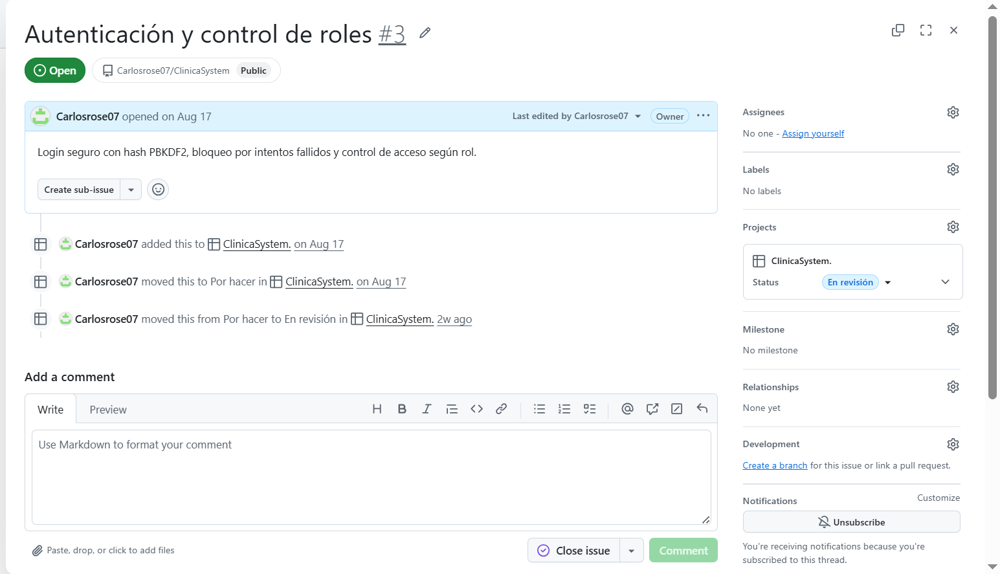 Autenticación y control de roles #3
Open
Carlosrose07/ClinicaSystem Public
Carlosrose07 opened on Aug 17
Last edited by Carlosrose07
Owner
Login seguro con hash PBKDF2, bloqueo por intentos fallidos y control de acceso según rol.
Create sub-issue
Carlosrose07 added this to ClinicaSystem. on Aug 17
Carlosrose07 moved this to Por hacer in ClinicaSystem. on Aug 17
Carlosrose07 moved this from Por hacer to En revisión in ClinicaSystem. 2w ago
Add a comment
Write
Preview
Use Markdown to format your comment
Paste, drop, or click to add files
Close issue
Comment
Assignees
No one - Assign yourself
Labels
No labels
Projects
ClinicaSystem.
Status
En revisión
Milestone
No milestone
Relationships
None yet
Development
Create a branch for this issue or link a pull request.
Notifications
Customize
Unsubscribe
You're receiving notifications because you're
subscribed to this thread.